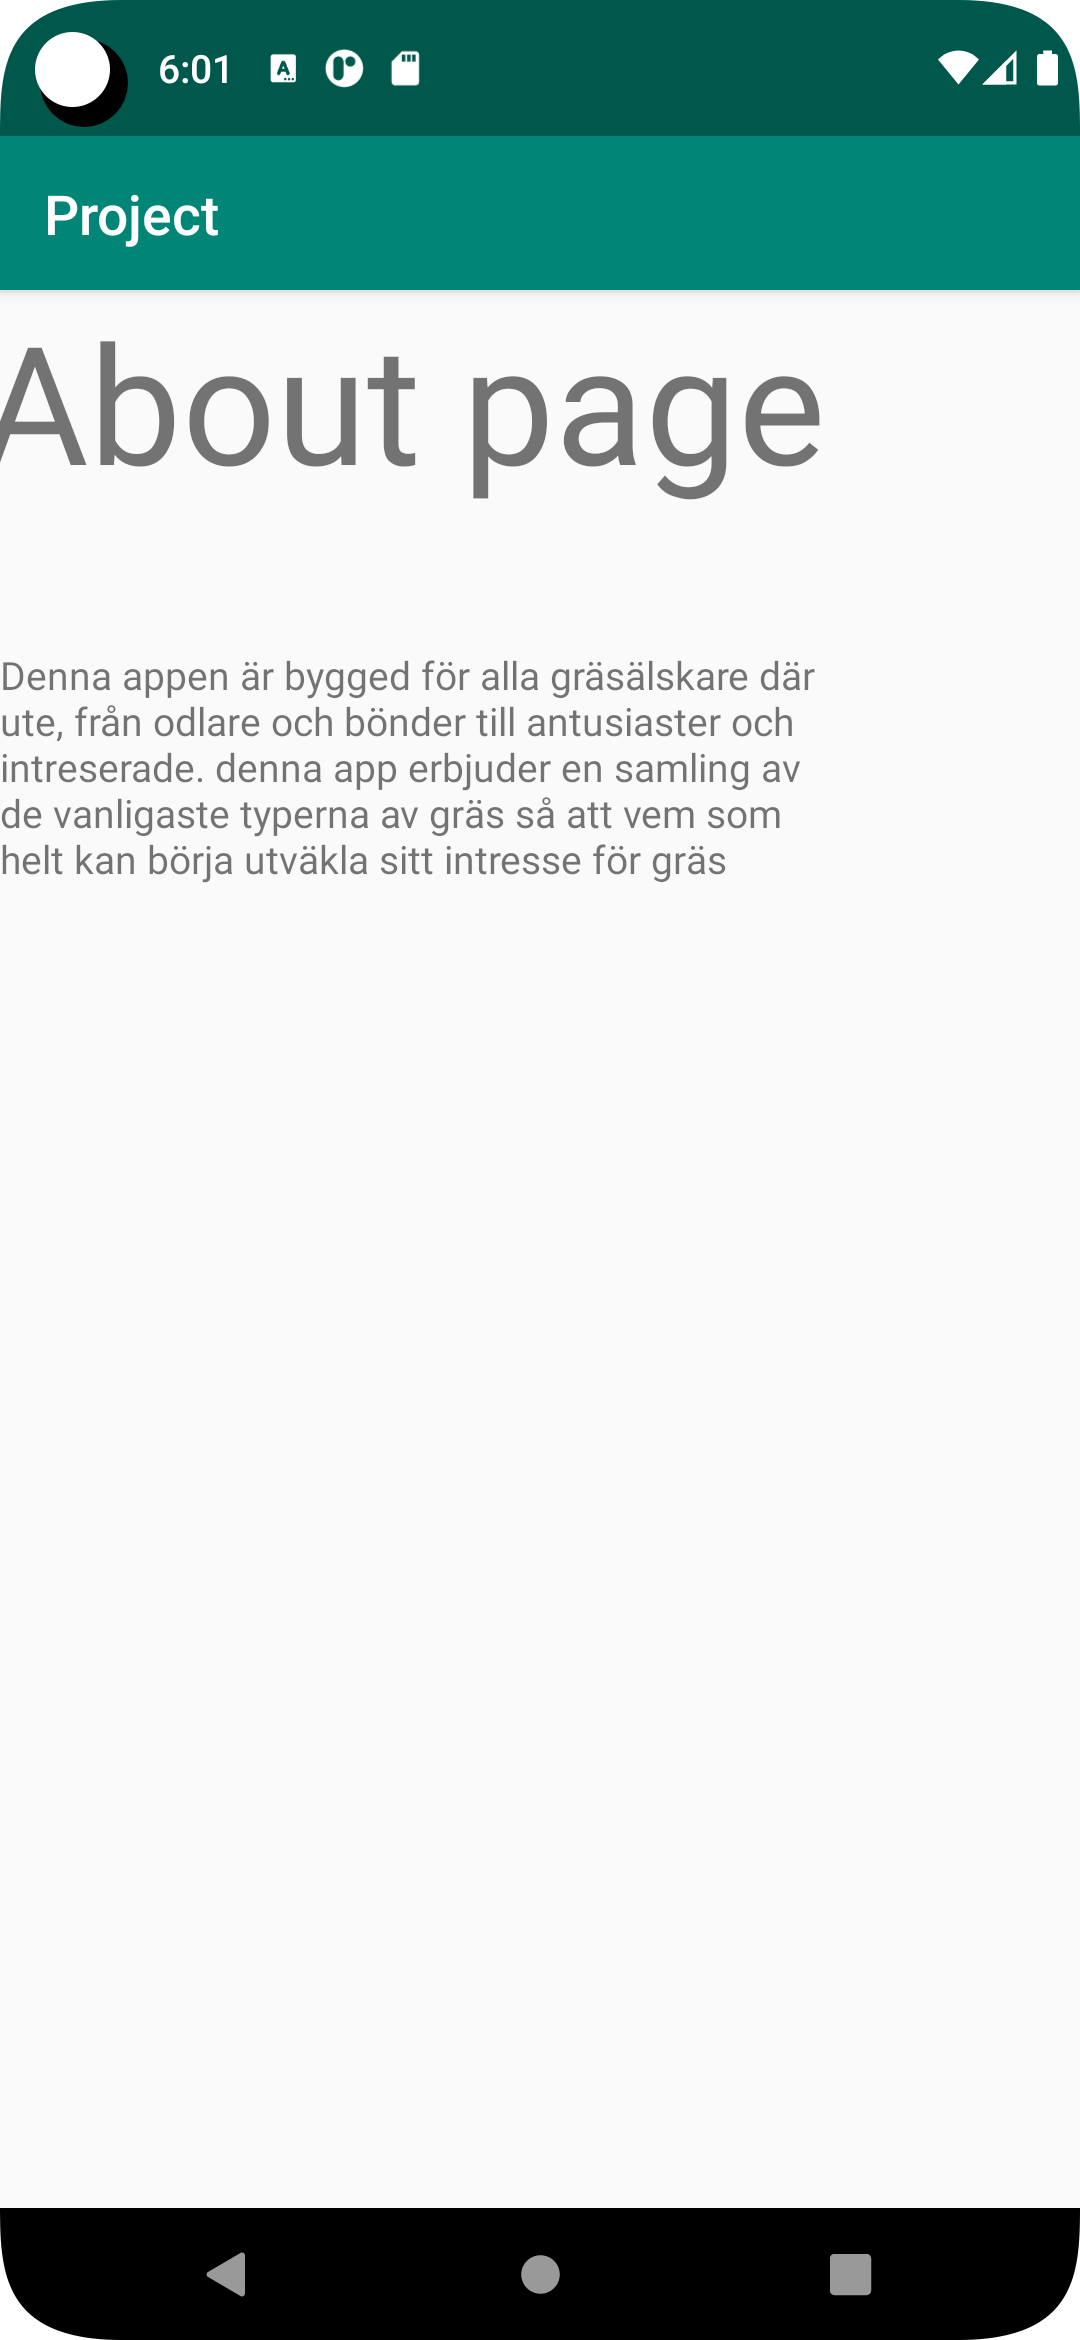 6:01
Project
About page
Denna appen är bygged för alla gräsälskare där
ute, från odlare och bönder till antusiaster och
intreserade. denna app erbjuder en samling av
de vanligaste typerna av gräs så att vem som
helt kan börja utväkla sitt intresse för gräs